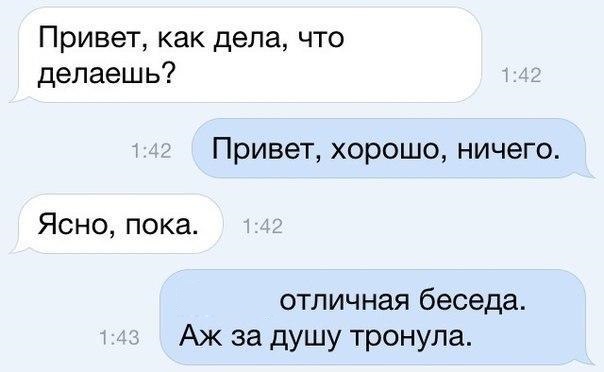 Привет, как дела, что
делаешь?
1:42
1:42
Привет, хорошо, ничего.
Ясно, пока.
1:42
отличная беседа.
1:43
Аж за душу тронула.